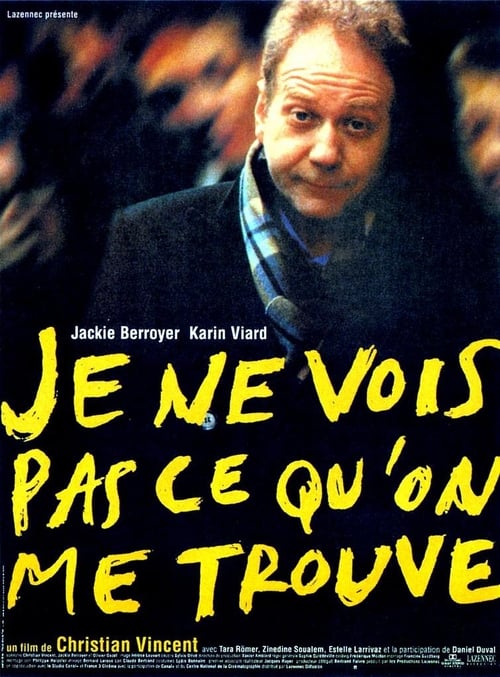 Lazennec présente
Jackie Berroyer Karin Viard
JE NE VOIS
PAS CE QU'ON
ME TROUVE
un film de Christian Vincent avec Tara Römer, Zinedine Soualem, Estelle Larrivaz et la participation de Daniel Duval
LAZENNEC